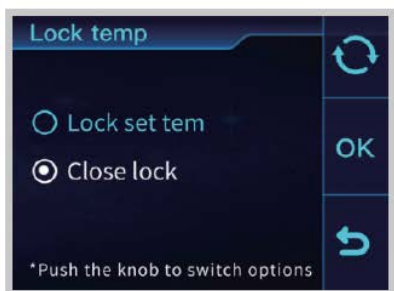 Lock temp
Lock set tem
OK
Close lock
*Push the knob to switch options